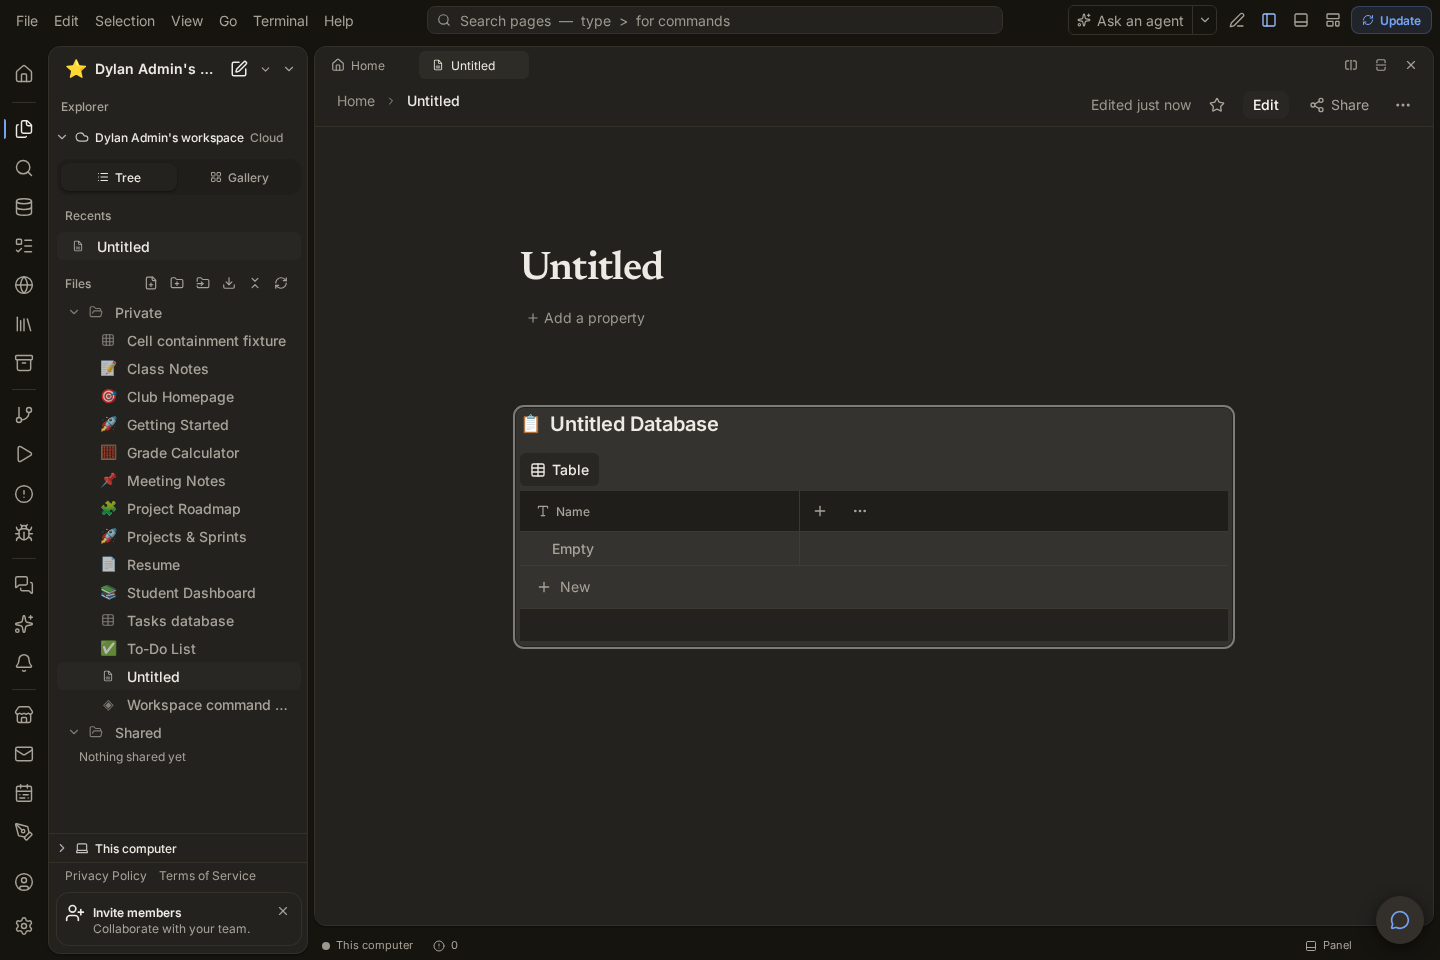 File Edit Selection View Go Terminal Help
Search pages — type > for commands
Ask an agent
Update
Dylan Admin's ...
Explorer
Dylan Admin's workspace Cloud
Tree Gallery
Recents
Untitled
Files
Private
Cell containment fixture
Class Notes
Club Homepage
Getting Started
Grade Calculator
Meeting Notes
Project Roadmap
Projects & Sprints
Resume
Student Dashboard
Tasks database
To-Do List
Untitled
Workspace command ...
Shared
Nothing shared yet
This computer
Privacy Policy Terms of Service
Invite members
Collaborate with your team.
Home Untitled
Home > Untitled
Edited just now Edit Share
Untitled
+ Add a property
Untitled Database
Table
Name
Empty
+ New
This computer 0
Panel